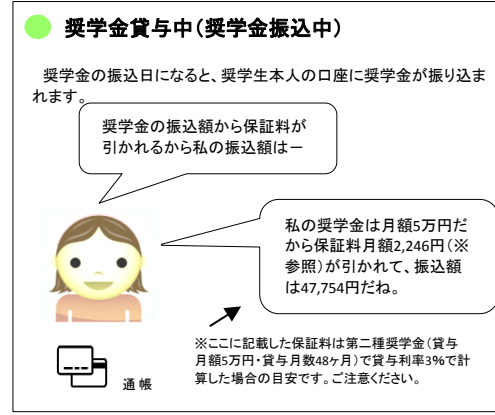 奨学金貸与中(奨学金振込中)
奨学金の振込日になると、奨学生本人の口座に奨学金が振り込ま
れます。
奨学金の振込額から保証料が
引かれるから私の振込額はー
私の奨学金は月額5万円だ
から保証料月額2,246円(※
参照)が引かれて、振込額
は47,754円だね。
※ここに記載した保証料は第二種奨学金(貸与
月額5万円・貸与月数48ヶ月)で貸与利率3%で計
算した場合の目安です。ご注意ください。
通帳